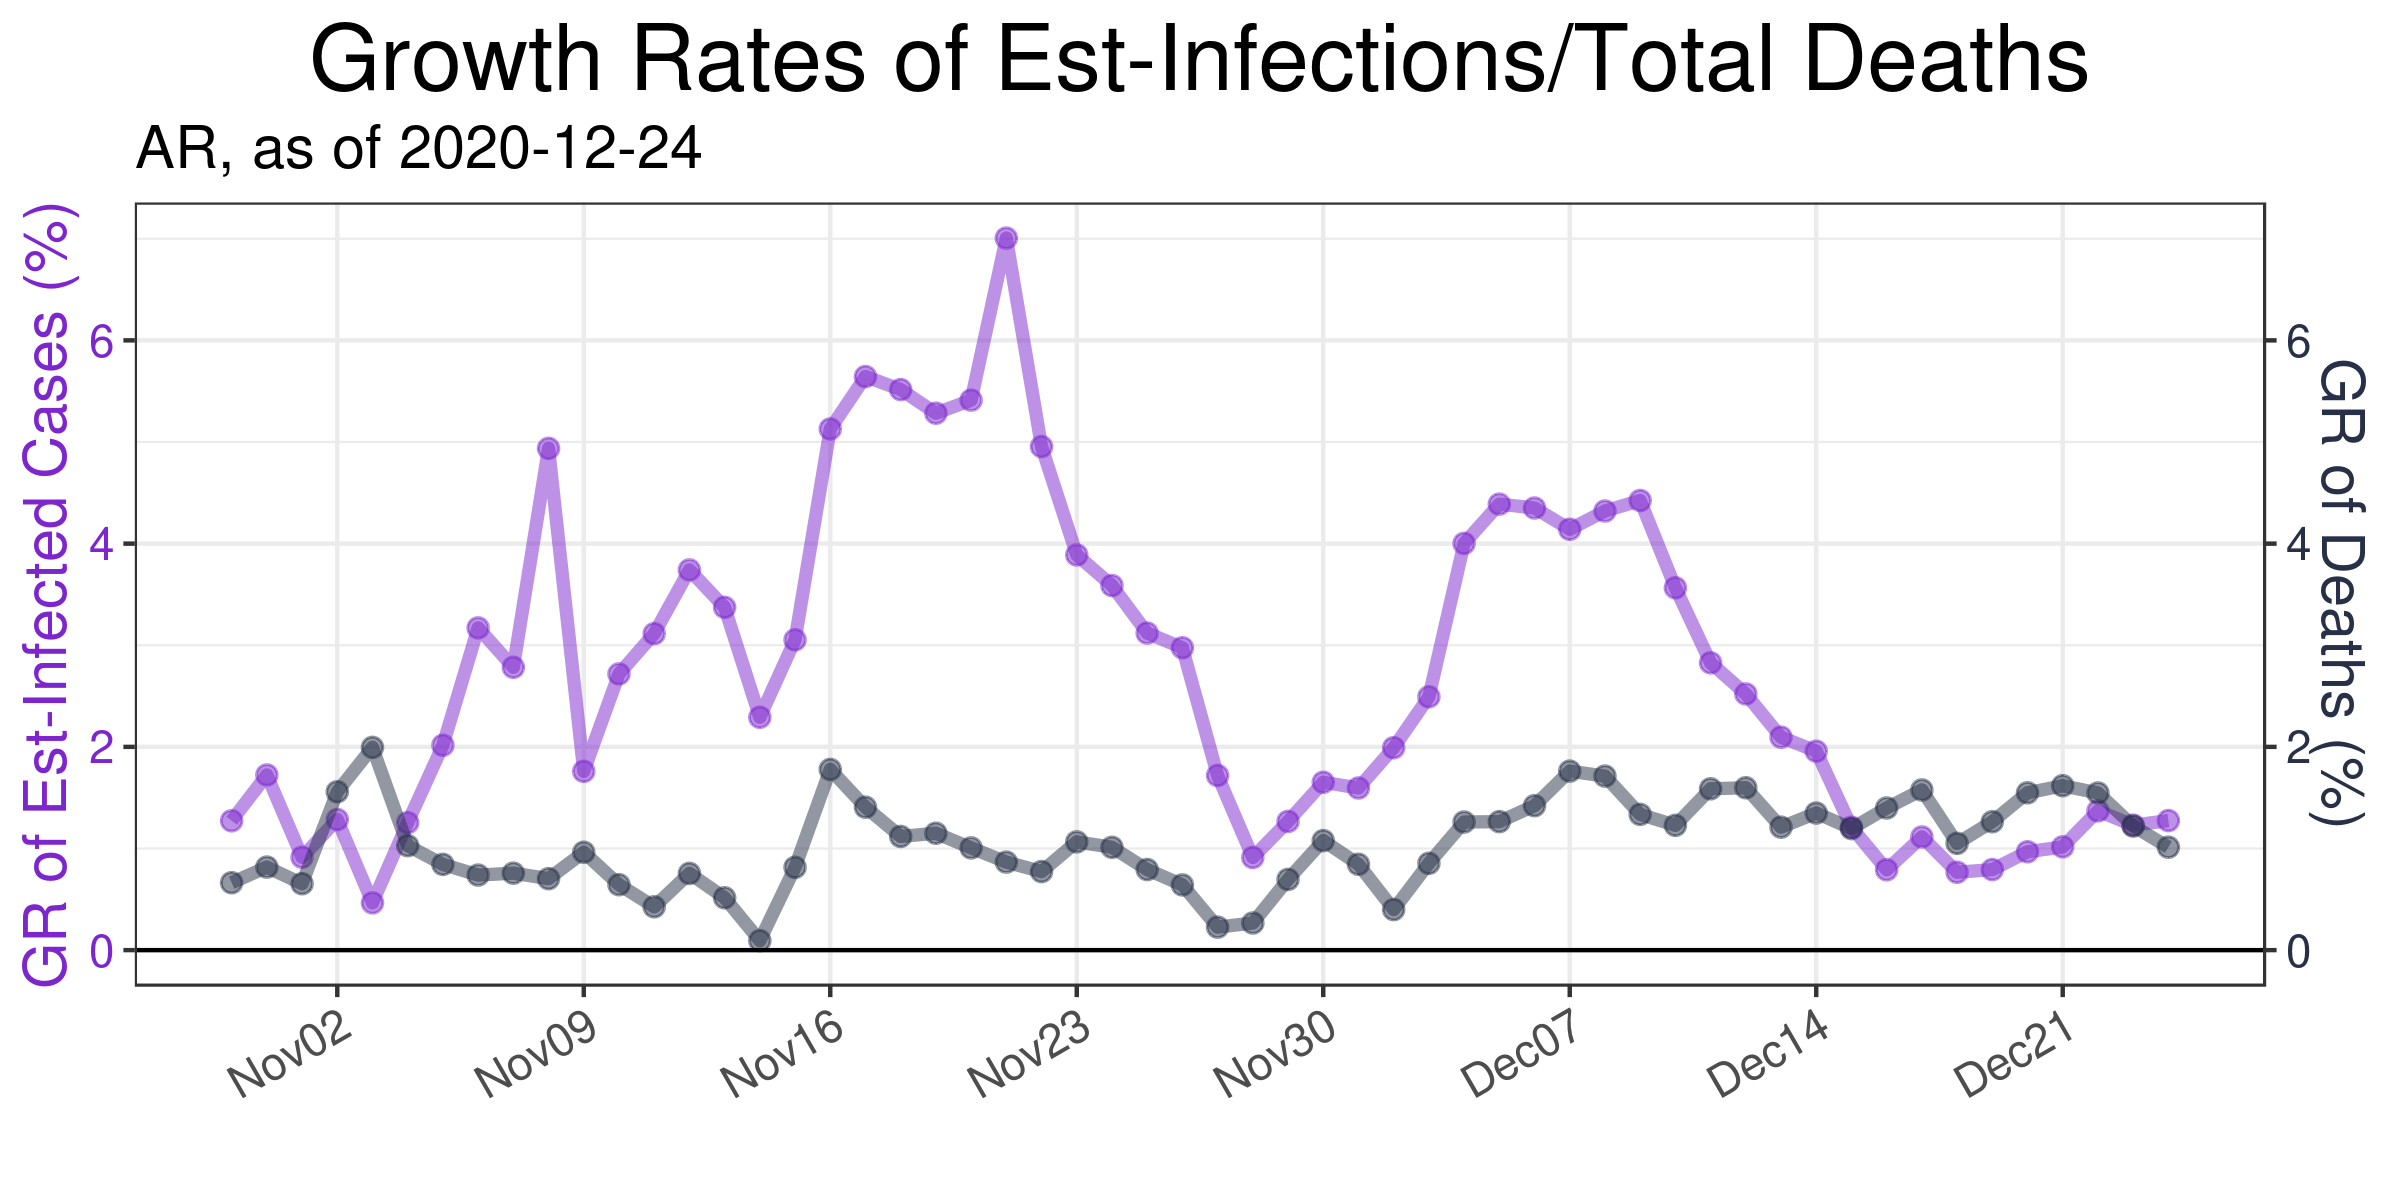 Growth Rates of Est-Infections/Total Deaths
AR, as of 2020-12-24
GR of Est-Infected Cases (%)
6
4
2
0
6
4
2
0
GR of Deaths (%)
Nov02
Nov09
Nov16
Nov23
Nov30
Dec07
Dec14
Dec21